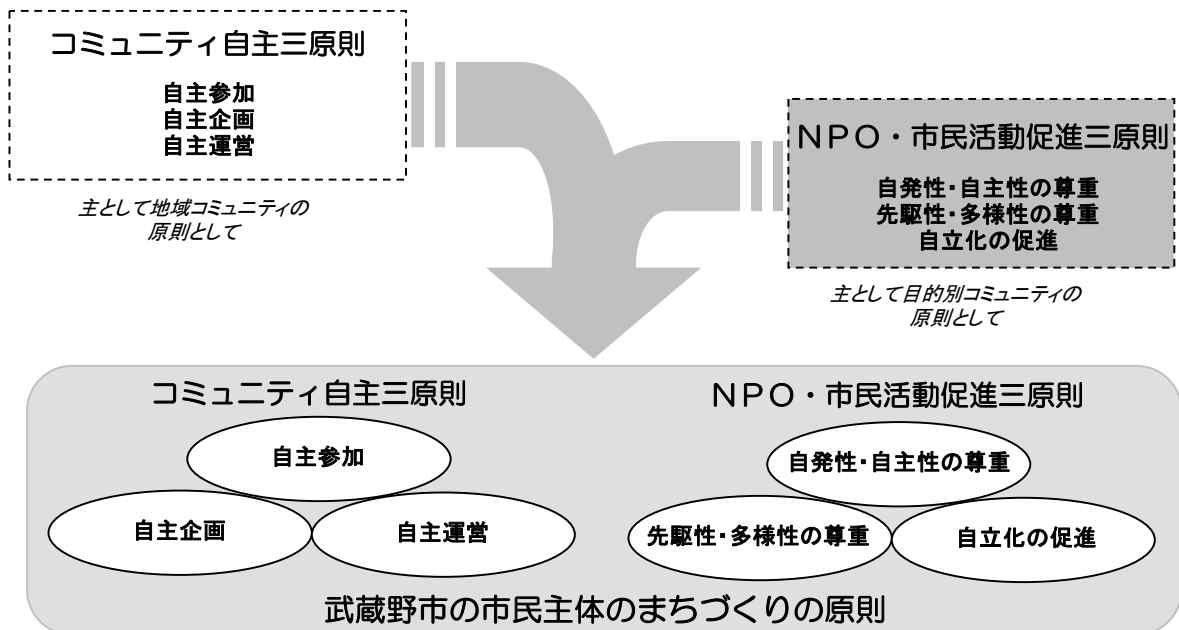 コミュニティ自主三原則
自主参加
自主企画
自主運営
主として地域コミュニティの
原則として
NPO・市民活動促進三原則
自発性・自主性の尊重
先駆性・多様性の尊重
自立化の促進
主として目的別コミュニティの
原則として
コミュニティ自主三原則
自主参加
自主企画
自主運営
NPO・市民活動促進三原則
自発性・自主性の尊重
先駆性・多様性の尊重
自立化の促進
武蔵野市の市民主体のまちづくりの原則